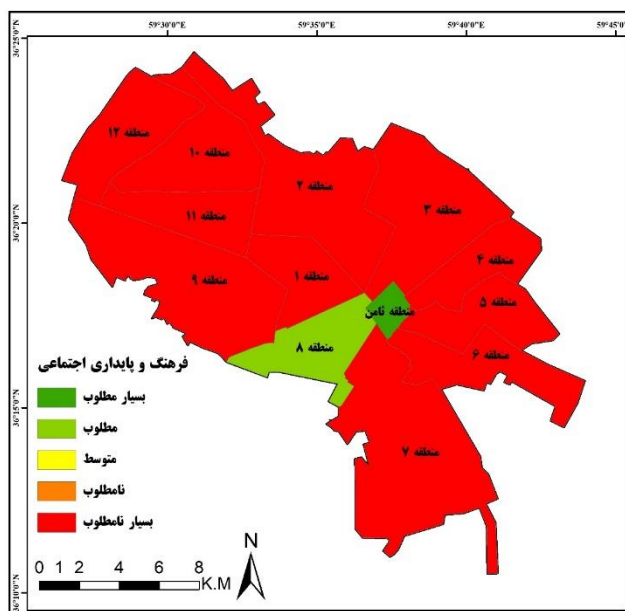 59°30'0"E
59°35'0"E
59°40'0"E
59°45'0"E
36°25'0"N
36°20'0"N
36°15'0"N
36°10'0"N
منطقه ۱۲
منطقه ۱۰
منطقه ۲
منطقه ۳
منطقه ۱۱
منطقه ۴
منطقه ۹
منطقه ۱
منطقه ۵
منطقه ثامن
منطقه ۸
منطقه ۶
منطقه ۷
فرهنگ و پایداری اجتماعی
بسیار مطلوب
مطلوب
متوسط
نامطلوب
بسیار نامطلوب
0 1 2 4 6 8
K.M
N